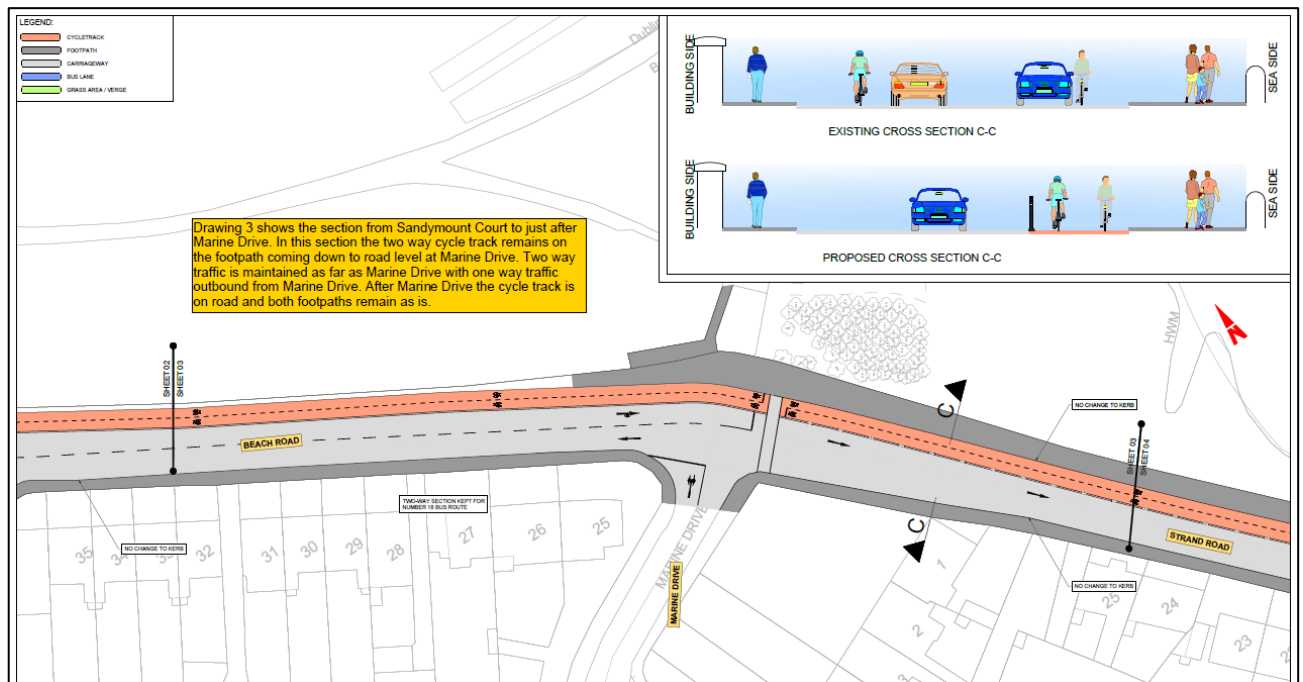 LEGEND:
CYCLETRACK
FOOTPATH
CARRIAGEWAY
BUS LANE
GRASS AREA / VERGE
Dublin
BUILDING SIDE
SEA SIDE
EXISTING CROSS SECTION C-C
BUILDING SIDE
SEA SIDE
PROPOSED CROSS SECTION C-C
Drawing 3 shows the section from Sandymount Court to just after
Marine Drive. In this section the two way cycle track remains on
the footpath coming down to road level at Marine Drive. Two way
traffic is maintained as far as Marine Drive with one way traffic
outbound from Marine Drive. After Marine Drive the cycle track is
on road and both footpaths remain as is.
N
HWM
SHEET 02
SHEET 03
C
NO CHANGE TO KERB
SHEET 03
SHEET 04
BEACH ROAD
TWO-WAY SECTION KEPT FOR
NUMBER 18 BUS ROUTE
NO CHANGE TO KERB
35
34
33
32
31
30
29
28
27
26
25
MARINE DRIVE
MARINE DRIVE
C
STRAND ROAD
NO CHANGE TO KERB
1
2
3
25
24
23